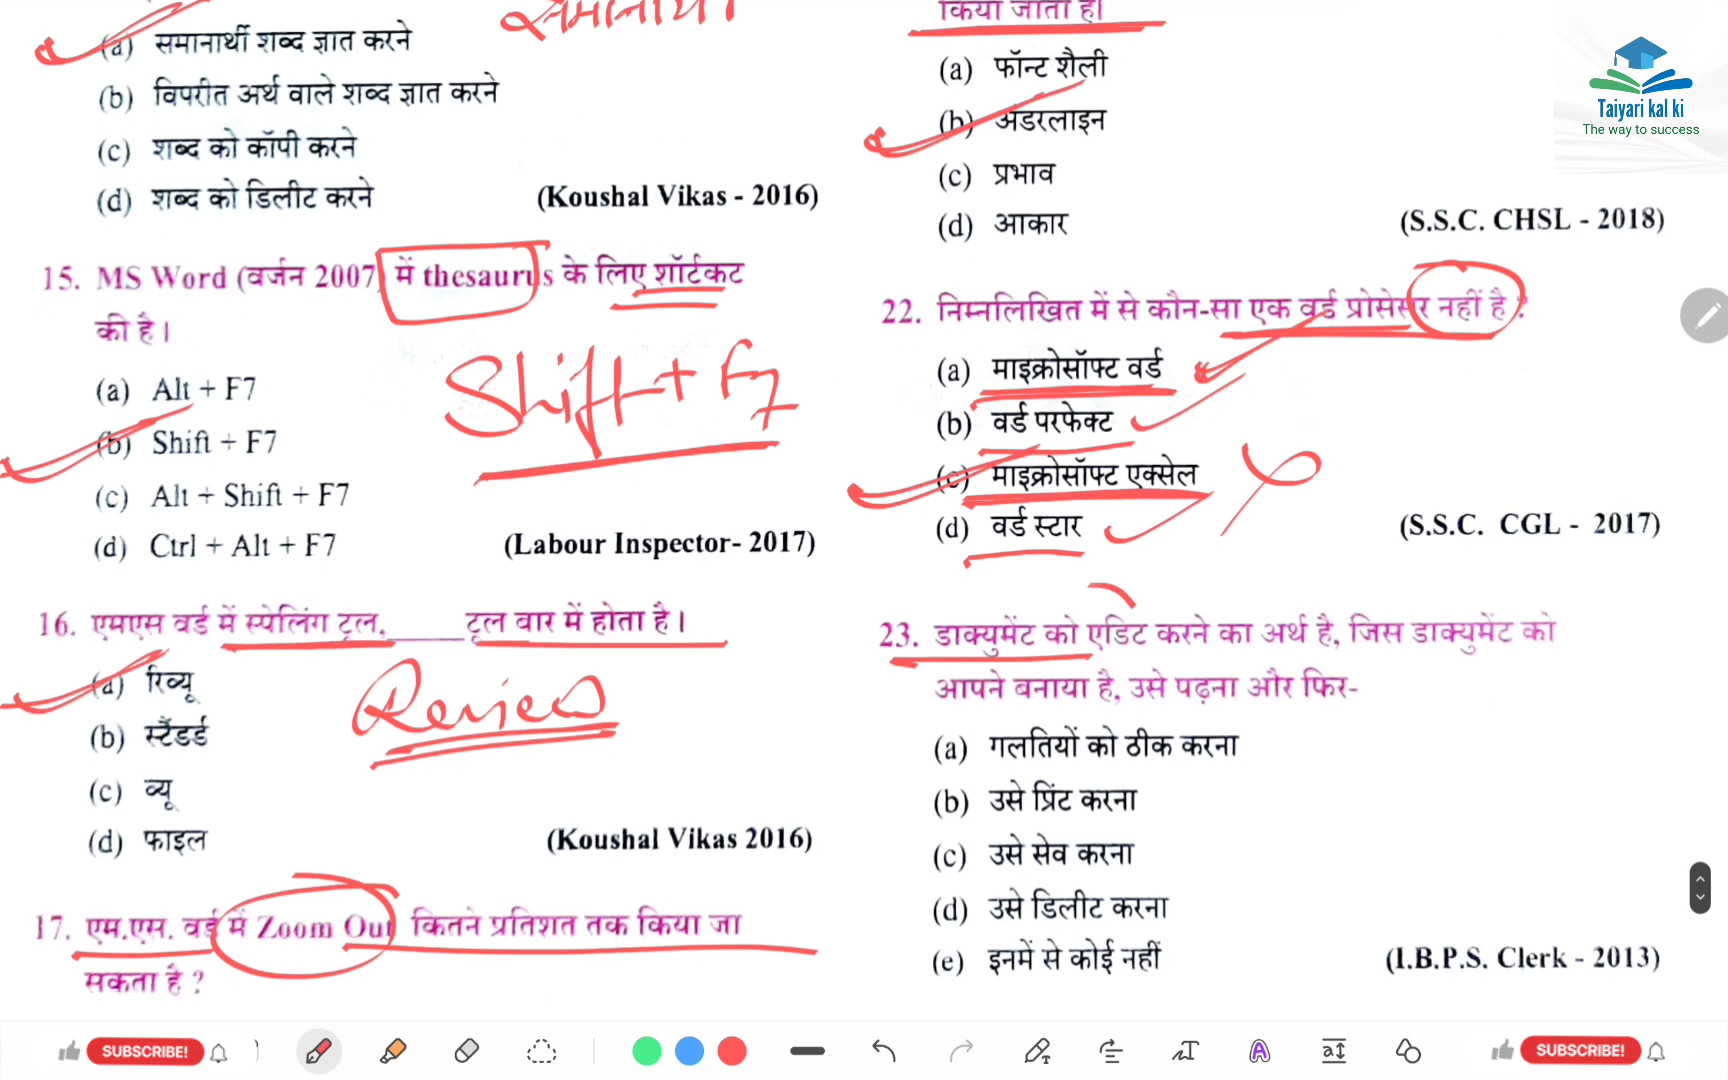 समानार्थी
(a) समानार्थी शब्द ज्ञात करने
(b) विपरीत अर्थ वाले शब्द ज्ञात करने
(c) शब्द को कॉपी करने
(d) शब्द को डिलीट करने
(Koushal Vikas - 2016)
15. MS Word (वर्जन 2007) में thesaurus के लिए शॉर्टकट
की है।
(a) Alt + F7
(b) Shift + F7
(c) Alt + Shift + F7
(d) Ctrl + Alt + F7
(Labour Inspector- 2017)
Shift + F7
16. एमएस वर्ड में स्पेलिंग टूल, _____ टूल बार में होता है।
(a) रिव्यू
(b) स्टैंडर्ड
(c) व्यू
(d) फाइल
(Koushal Vikas 2016)
Review
17. एम.एस. वर्ड में Zoom Out कितने प्रतिशत तक किया जा
सकता है ?
किया जाता है।
(a) फॉन्ट शैली
(b) अंडरलाइन
(c) प्रभाव
(d) आकार
(S.S.C. CHSL - 2018)
22. निम्नलिखित में से कौन-सा एक वर्ड प्रोसेसर नहीं है ?
(a) माइक्रोसॉफ्ट वर्ड
(b) वर्ड परफेक्ट
(c) माइक्रोसॉफ्ट एक्सेल
(d) वर्ड स्टार
(S.S.C. CGL - 2017)
23. डाक्युमेंट को एडिट करने का अर्थ है, जिस डाक्युमेंट को
आपने बनाया है, उसे पढ़ना और फिर-
(a) गलतियों को ठीक करना
(b) उसे प्रिंट करना
(c) उसे सेव करना
(d) उसे डिलीट करना
(e) इनमें से कोई नहीं
(I.B.P.S. Clerk - 2013)
Taiyari kal ki
The way to success
SUBSCRIBE!
SUBSCRIBE!